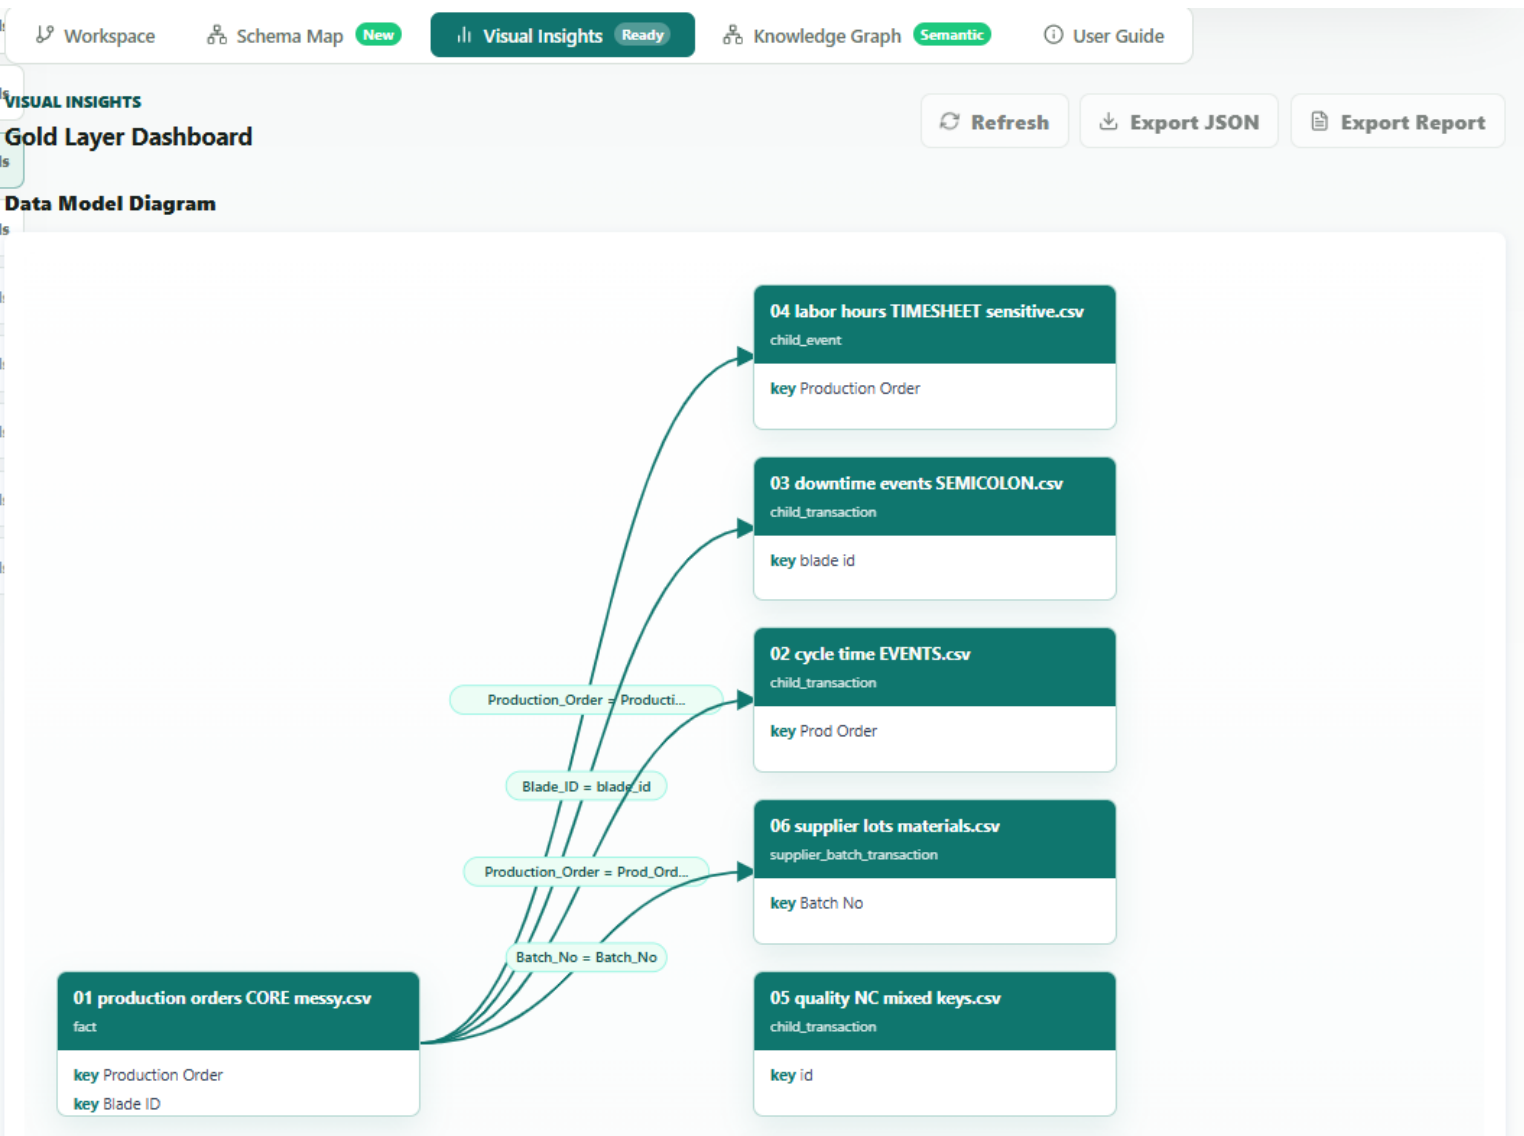 Workspace
Schema Map New
Visual Insights Ready
Knowledge Graph Semantic
User Guide
VISUAL INSIGHTS
Gold Layer Dashboard
Refresh
Export JSON
Export Report
Data Model Diagram
04 labor hours TIMESHEET sensitive.csv
child_event
key Production Order
03 downtime events SEMICOLON.csv
child_transaction
key blade id
02 cycle time EVENTS.csv
child_transaction
key Prod Order
06 supplier lots materials.csv
supplier_batch_transaction
key Batch No
05 quality NC mixed keys.csv
child_transaction
key id
Production_Order = Producti...
Blade_ID = blade_id
Production_Order = Prod_Ord...
Batch_No = Batch_No
01 production orders CORE messy.csv
fact
key Production Order
key Blade ID